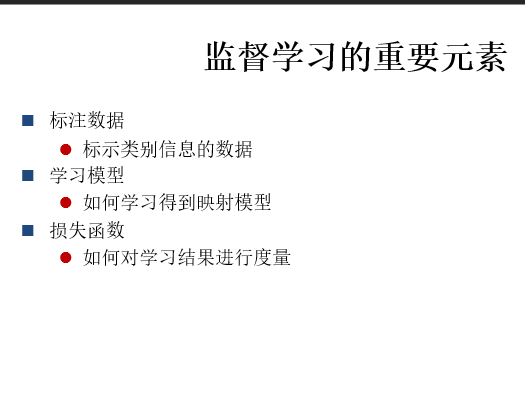 监督学习的重要元素
标注数据
标示类别信息的数据
学习模型
如何学习得到映射模型
损失函数
如何对学习结果进行度量